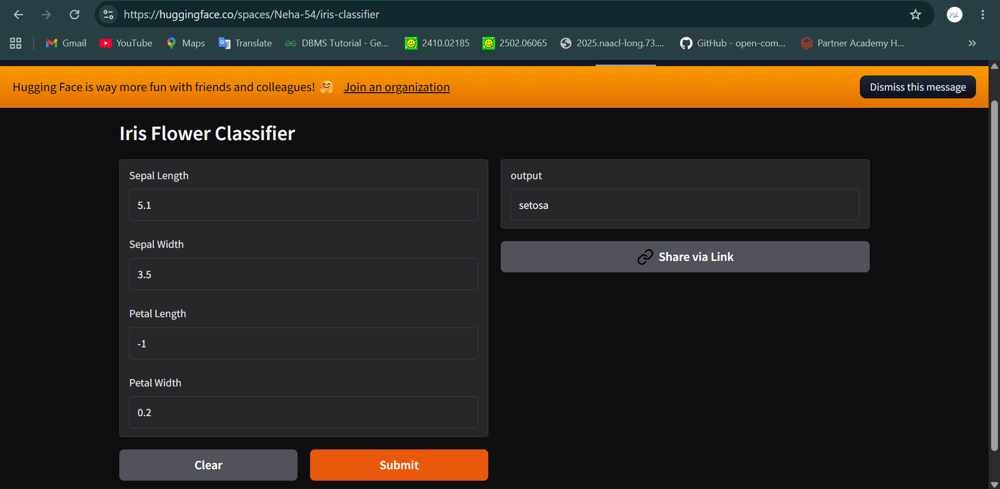 https://huggingface.co/spaces/Neha-54/iris-classifier
Gmail
YouTube
Maps
Translate
DBMS Tutorial - Ge...
2410.02185
2502.06065
2025.naacl-long.73....
GitHub - open-com...
Partner Academy H...
Hugging Face is way more fun with friends and colleagues! 🤗 Join an organization
Dismiss this message
Iris Flower Classifier
Sepal Length
5.1
Sepal Width
3.5
Petal Length
-1
Petal Width
0.2
Clear
Submit
output
setosa
Share via Link